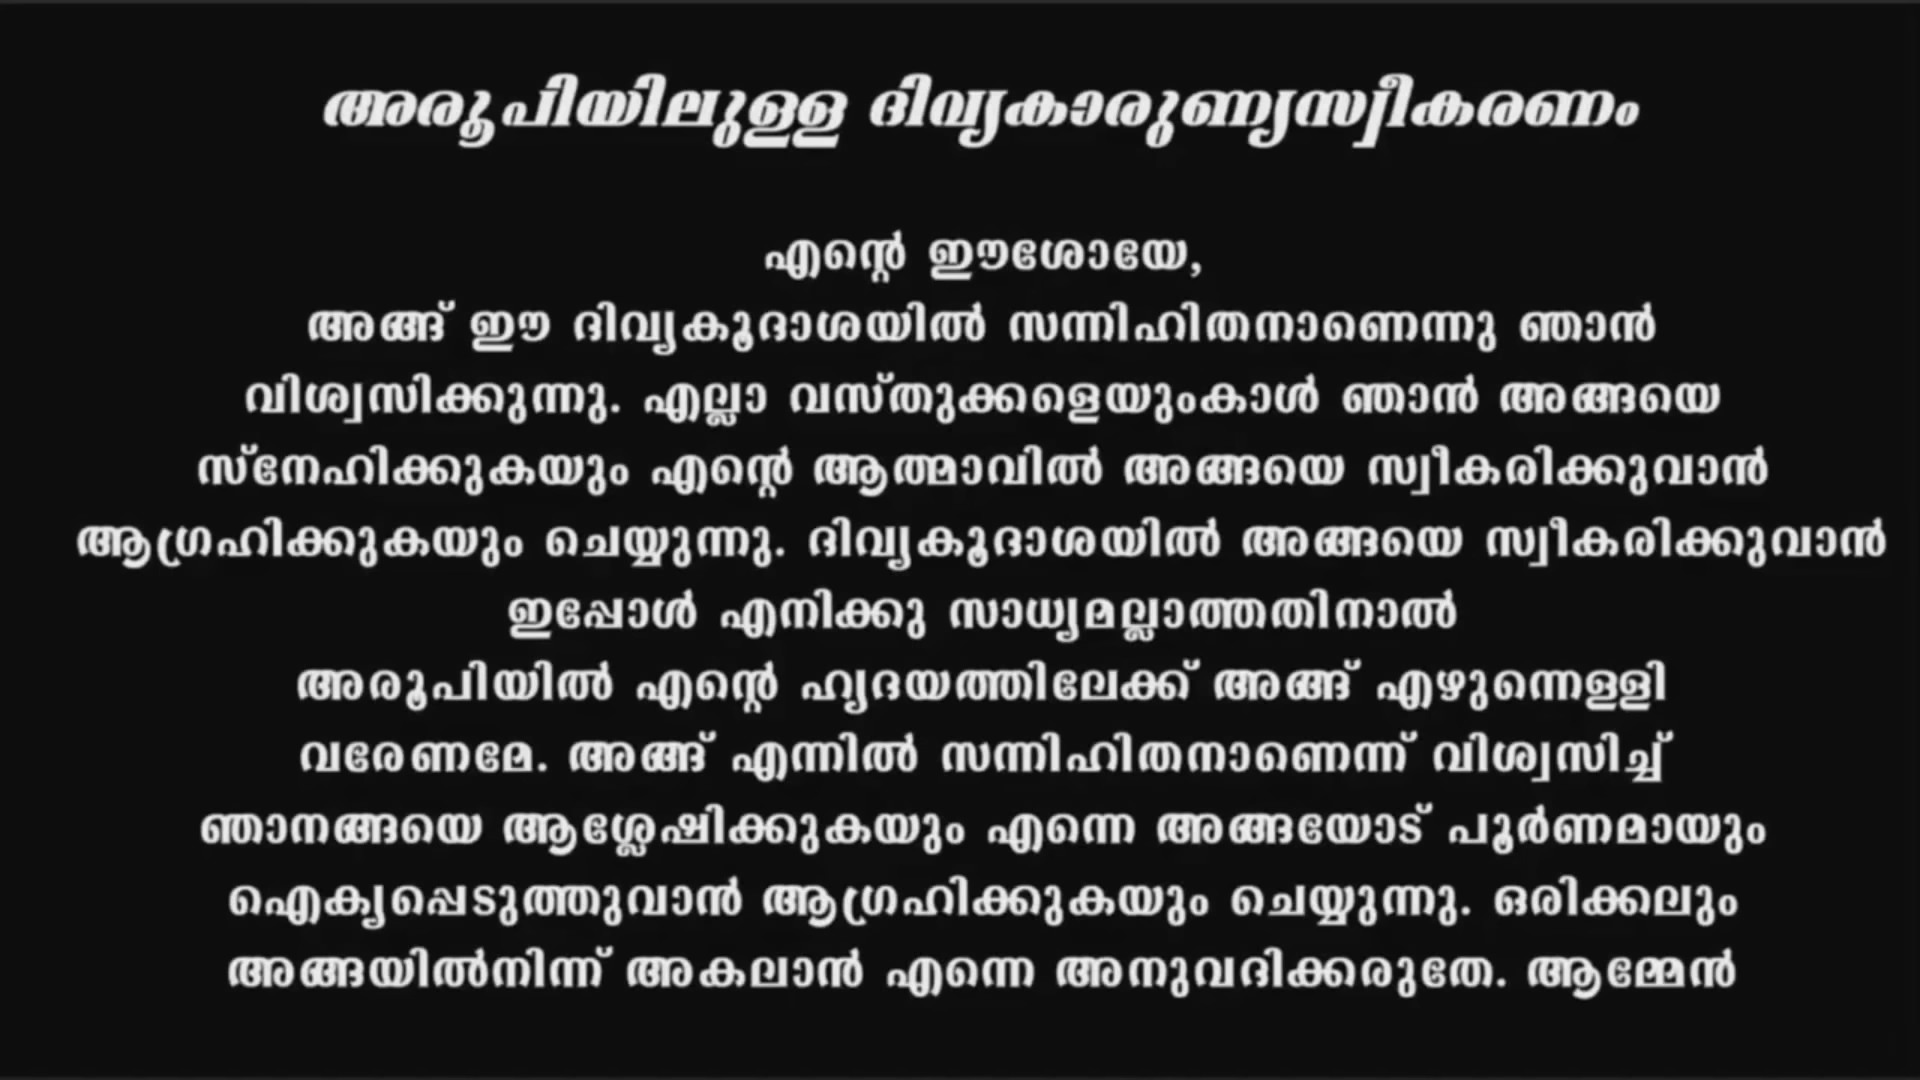 അരൂപിയിലുള്ള ദിവ്യകാരുണ്യസ്വീകരണം
എന്റെ ഈശോയേ,
അങ്ങ് ഈ ദിവ്യകൂദാശയിൽ സന്നിഹിതനാണെന്നു ഞാൻ
വിശ്വസിക്കുന്നു. എല്ലാ വസ്തുക്കളെയുംകാൾ ഞാൻ അങ്ങയെ
സ്നേഹിക്കുകയും എന്റെ ആത്മാവിൽ അങ്ങയെ സ്വീകരിക്കുവാൻ
ആഗ്രഹിക്കുകയും ചെയ്യുന്നു. ദിവ്യകൂദാശയിൽ അങ്ങയെ സ്വീകരിക്കുവാൻ
ഇപ്പോൾ എനിക്കു സാധ്യമല്ലാത്തതിനാൽ
അരൂപിയിൽ എന്റെ ഹൃദയത്തിലേക്ക് അങ്ങ് എഴുന്നെള്ളി
വരേണമേ. അങ്ങ് എന്നിൽ സന്നിഹിതനാണെന്ന് വിശ്വസിച്ച്
ഞാനങ്ങയെ ആശ്ലേഷിക്കുകയും എന്നെ അങ്ങയോട് പൂർണമായും
ഐക്യപ്പെടുത്തുവാൻ ആഗ്രഹിക്കുകയും ചെയ്യുന്നു. ഒരിക്കലും
അങ്ങയിൽനിന്ന് അകലാൻ എന്നെ അനുവദിക്കരുതേ. ആമ്മേൻ